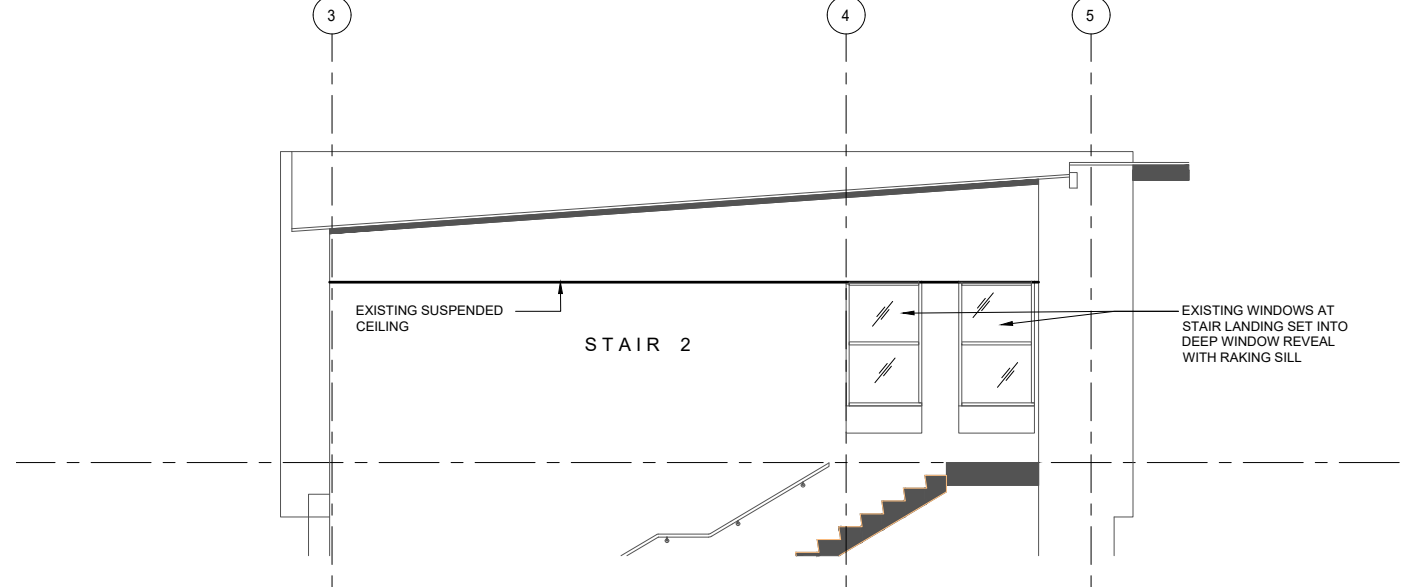 3
4
5
EXISTING SUSPENDED
CEILING
STAIR 2
EXISTING WINDOWS AT
STAIR LANDING SET INTO
DEEP WINDOW REVEAL
WITH RAKING SILL